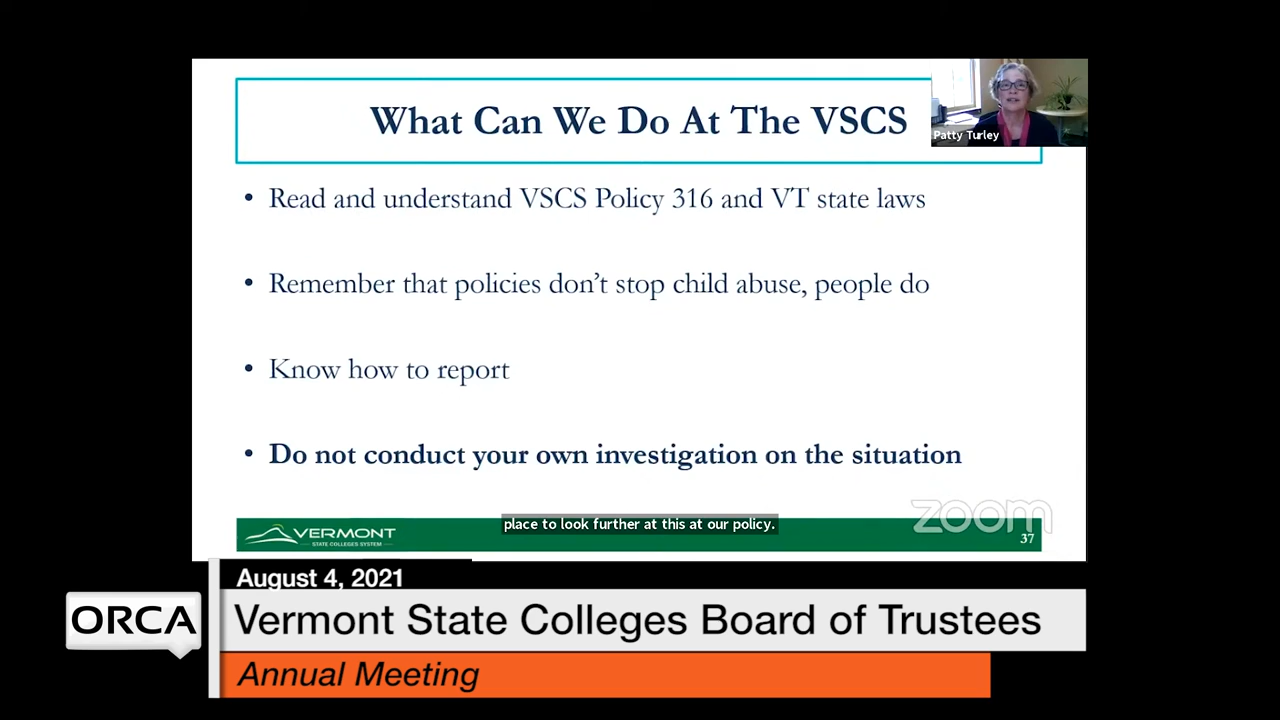 What Can We Do At The VSCS
Patty Turley
• Read and understand VSCS Policy 316 and VT state laws
• Remember that policies don’t stop child abuse, people do
• Know how to report
• Do not conduct your own investigation on the situation
zoom
VERMONT
STATE COLLEGES SYSTEM
place to look further at this at our policy.
37
August 4, 2021
ORCA
Vermont State Colleges Board of Trustees
Annual Meeting